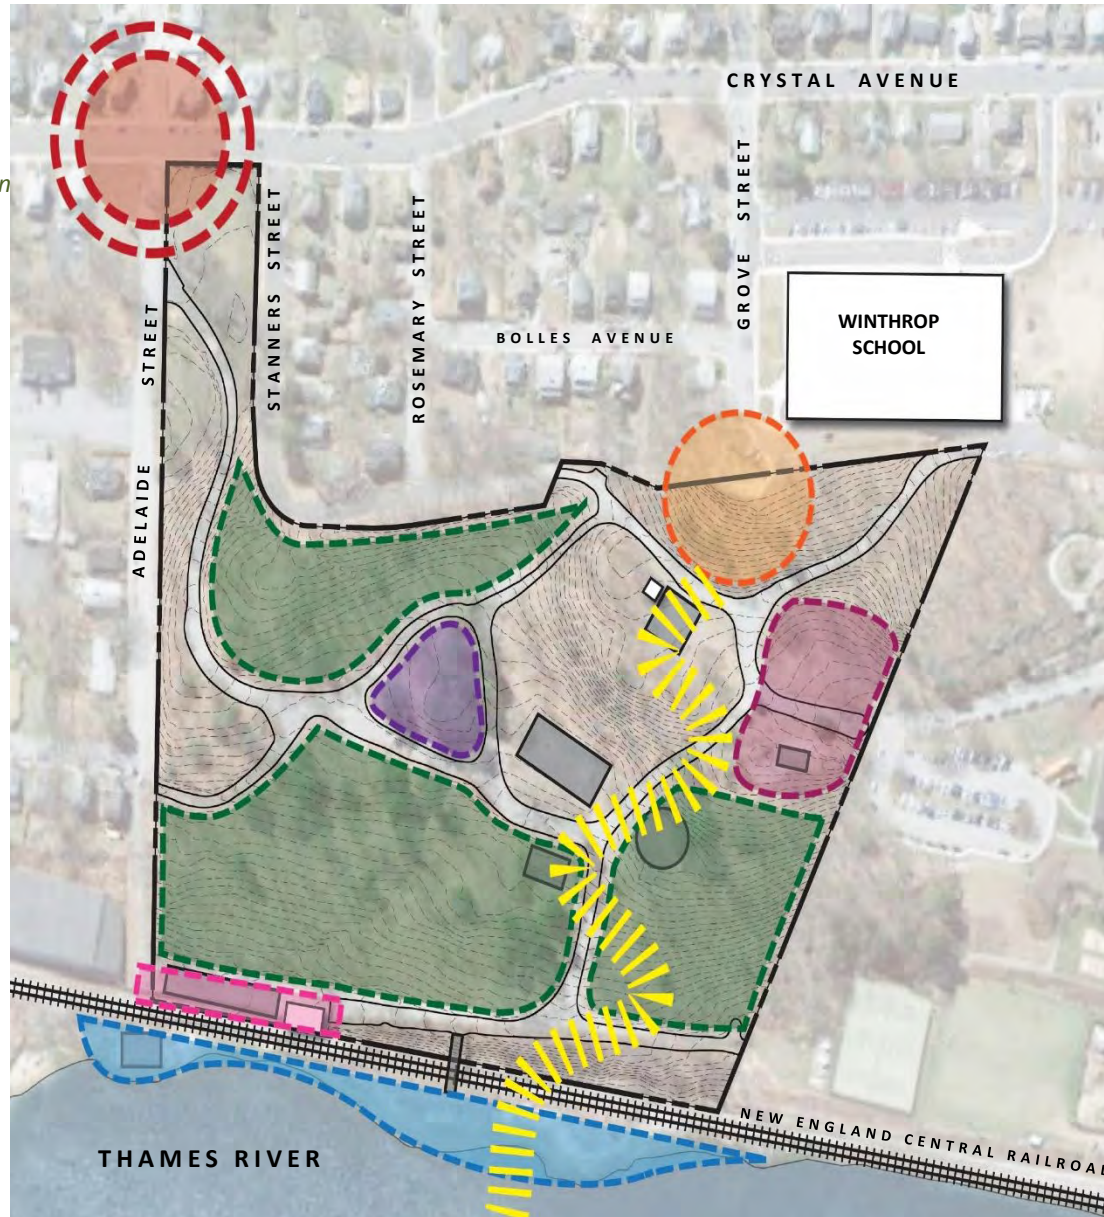 CRYSTAL AVENUE
n
STANNERS STREET
ROSEMARY STREET
GROVE STREET
BOLLES AVENUE
WINTHROP
SCHOOL
ADELAIDE STREET
NEW ENGLAND CENTRAL RAILROAD
THAMES RIVER